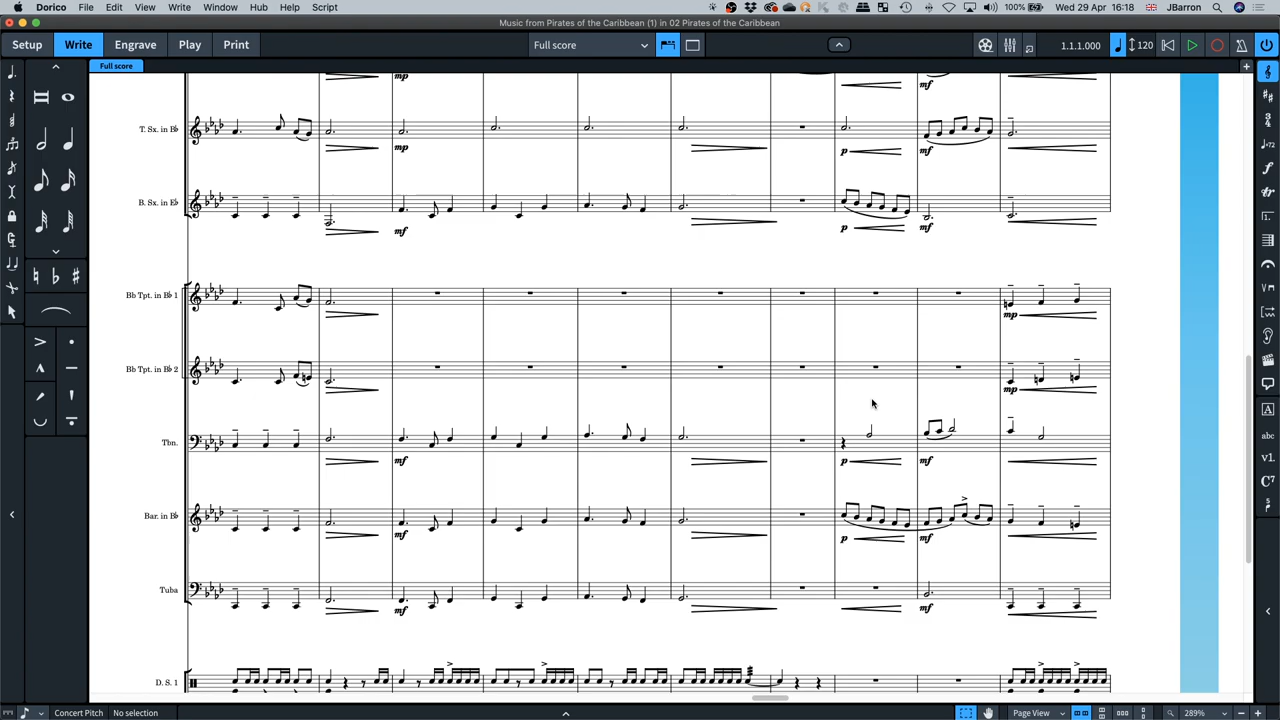 Dorico File Edit View Write Window Hub Help Script 100% Wed 29 Apr 16:18 JBarron
Music from Pirates of the Caribbean (1) in 02 Pirates of the Caribbean
Setup Write Engrave Play Print Full score 1.1.1.000 120
Full score
mp mf
T. Sx. in B♭ mp p mf
B. Sx. in E♭ mf p mf
Bb Tpt. in B♭ 1 mp
Bb Tpt. in B♭ 2 mp
Tbn. mf p mf
Bar. in B♭ mf p mf
Tuba mf mf
D. S. 1
Concert Pitch No selection Page View 289%